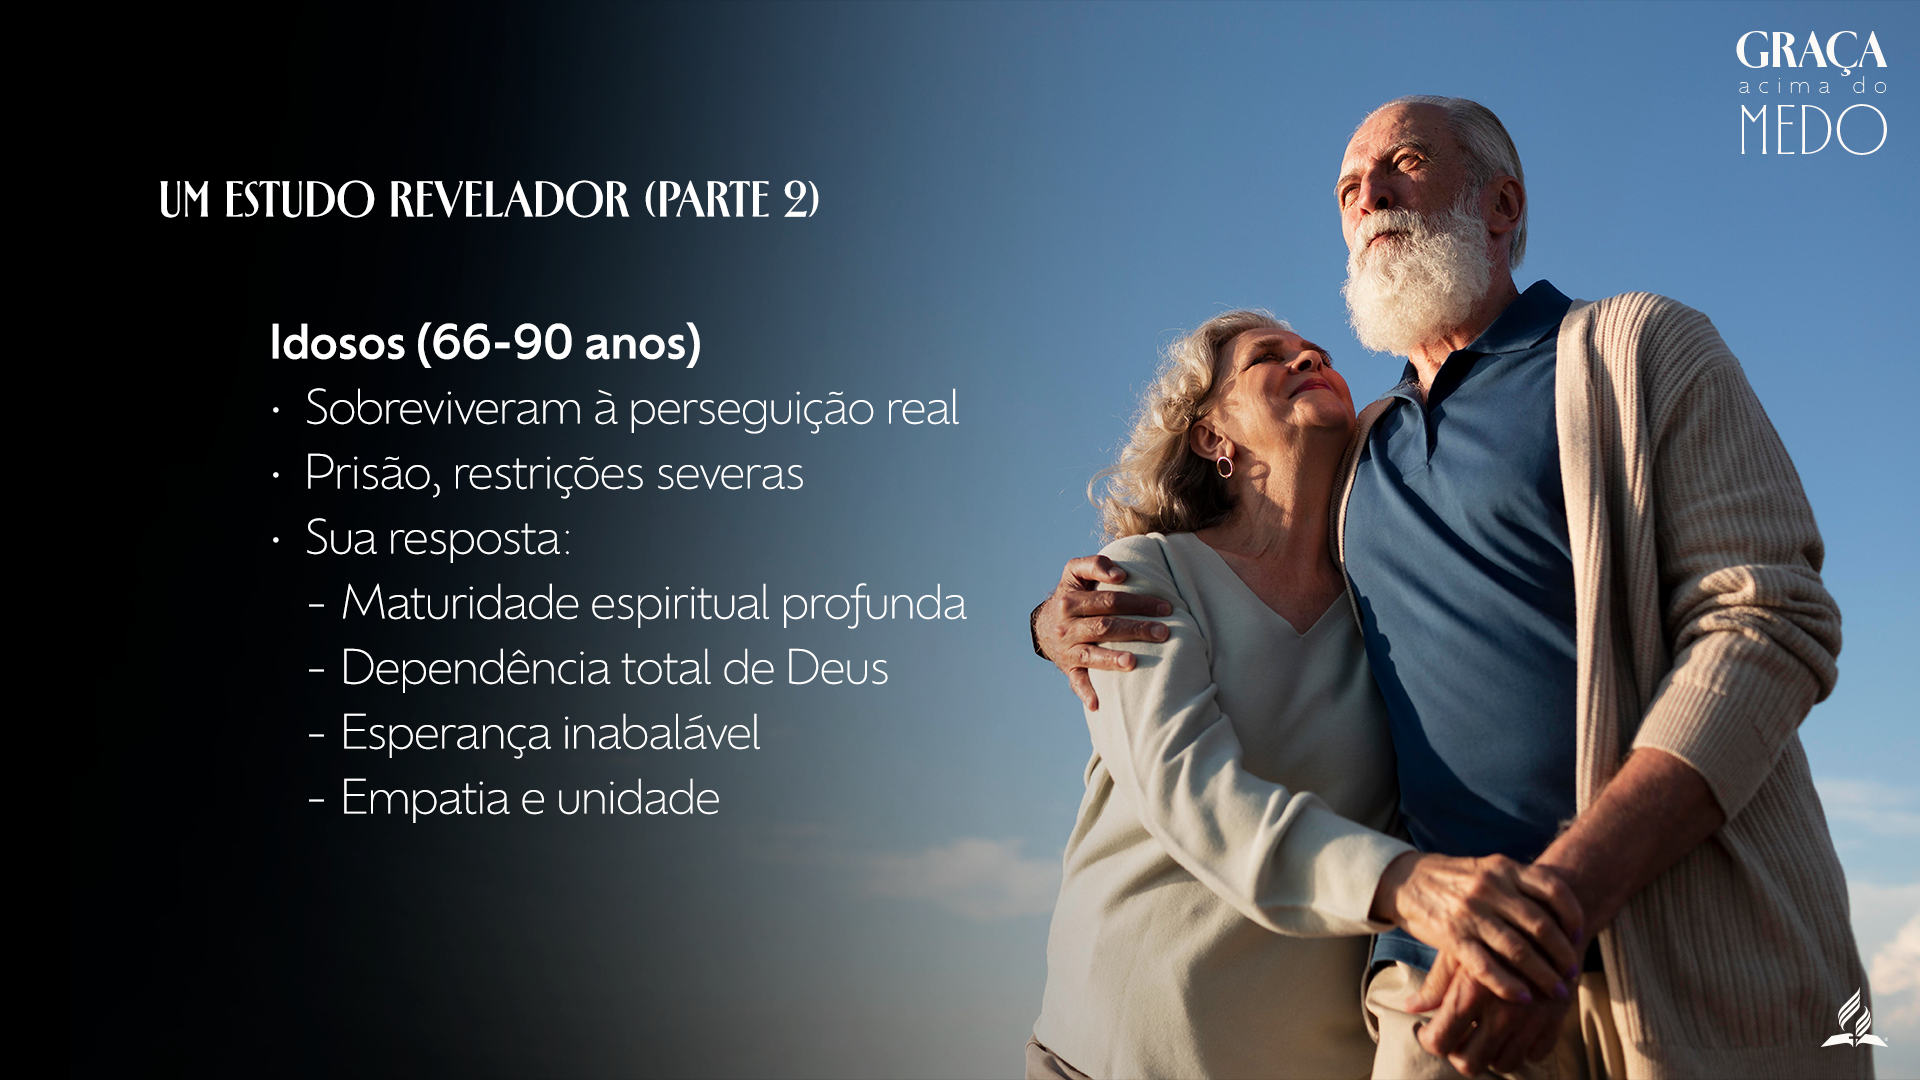 GRAÇA
acima do
MEDO
UM ESTUDO REVELADOR (PARTE 2)
Idosos (66-90 anos)
• Sobreviveram à perseguição real
• Prisão, restrições severas
• Sua resposta:
- Maturidade espiritual profunda
- Dependência total de Deus
- Esperança inabalável
- Empatia e unidade